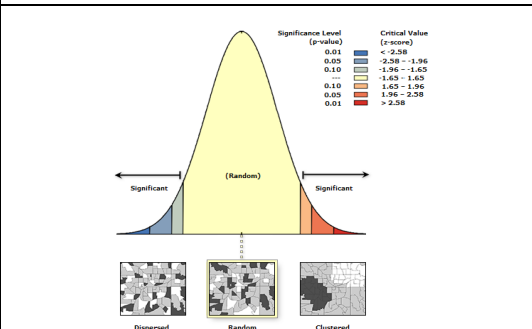 Significance Level Critical Value
(p-value) (z-score)
0.01 < -2.58
0.05 -2.58 – -1.96
0.10 -1.96 – -1.65
--- -1.65 – 1.65
0.10 1.65 – 1.96
0.05 1.96 – 2.58
0.01 > 2.58
(Random)
Significant Significant
Dispersed Random Clustered